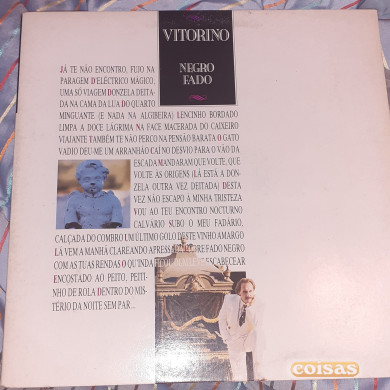 VITORINO
NEGRO
FADO
JÁ TE NÃO ENCONTRO, FUJO NA
PARAGEM D'ELÉCTRICO MÁGICO,
UMA SÓ VIAGEM DONZELA DEITA-
DA NA CAMA DA LUA DO QUARTO
MINGUANTE (E NADA NA ALGIBEIRA) LENCINHO BORDADO
LIMPA A DOCE LÁGRIMA NA FACE MACERADA DO CAIXEIRO
VIAJANTE TAMBÉM TE NÃO PERCO NA PENSÃO BARATA O GATO
VADIO DEU-ME UM ARRANHÃO CAÍ NO DESVIO PARA O VÃO DA
ESCADA MANDARAM QUE VOLTE, QUE
VOLTE ÀS ORIGENS (LÁ ESTÁ A DON-
ZELA OUTRA VEZ DEITADA) DESTA
VEZ NÃO ESCAPO À MINHA TRISTEZA
VOU AO TEU ENCONTRO NOCTURNO
CALVÁRIO SUBO O MEU FADÁRIO,
CALÇADA DO COMBRO UM ÚLTIMO GOLO DESTE VINHO AMARGO
LÁ VEM A MANHÃ CLAREANDO APRESSA NEGRO FADO
COM AS TUAS RENDAS ESCAPECER
ENCOSTADO AO PEITO, PEITI-
NHO DE ROLA DENTRO DO MIS-
TÉRIO DA NOITE SEM PAR...
coisas